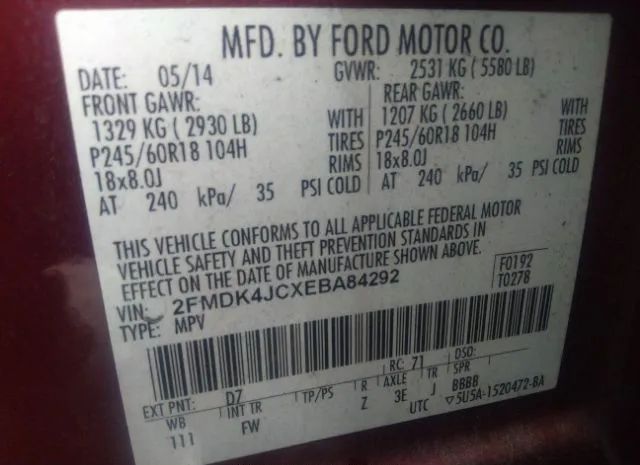 MFD. BY FORD MOTOR CO.
DATE: 05/14 GVWR: 2531 KG ( 5580 LB)
FRONT GAWR: REAR GAWR:
1329 KG ( 2930 LB) WITH 1207 KG ( 2660 LB) WITH
P245/60R18 104H TIRES P245/60R18 104H TIRES
18x8.0J RIMS 18x8.0J RIMS
AT 240 kPa/ 35 PSI COLD AT 240 kPa/ 35 PSI COLD
THIS VEHICLE CONFORMS TO ALL APPLICABLE FEDERAL MOTOR
VEHICLE SAFETY AND THEFT PREVENTION STANDARDS IN
EFFECT ON THE DATE OF MANUFACTURE SHOWN ABOVE.
VIN: 2FMDK4JCXEBA84292 F0192
TYPE: MPV T0278
EXT PNT: D7 RC: 71 DSO:
WB INT TR TP/PS R AXLE TR SPR
111 FW Z 3E J BBBB
UTC ▽5U5A-1520472-BA